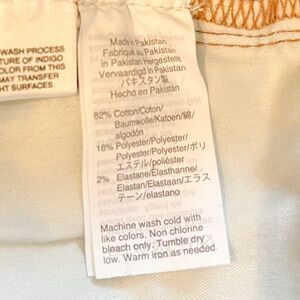 WASH PROCESS
TURE OF INDIGO
COLOR FROM THIS
MAY TRANSFER
HT SURFACES.
Made in Pakistan
Fabriqué au Pakistan
in Pakistan Hergestellt
Vervaardigd in Pakistan
パキスタン製
Hecho en Pakistán
82% Cotton/Coton/
Baumwolle/Katoen/綿/
algodón
16% Polyester/Polyester/
Polyester/Polyester/ポリ
エステル/poliéster
2% Elastane/Élasthanne/
Elastan/Elastaan/エラス
テーン/elastano
Machine wash cold with
like colors. Non chlorine
bleach only. Tumble dry
low. Warm iron as needed.